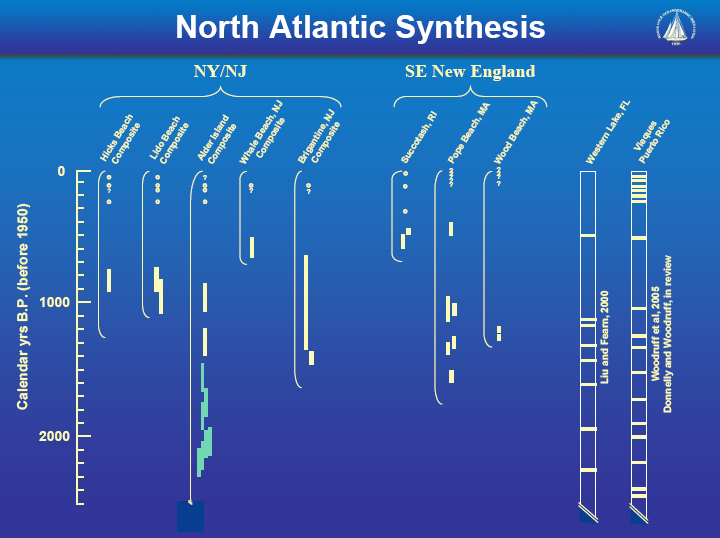 North Atlantic Synthesis
NY/NJ
SE New England
Hicks Beach
Composite
Lido Beach
Composite
Alder Island
Composite
Whale Beach, NJ
Composite
Brigantine, NJ
Composite
Succotash, RI
Pope Beach, MA
Wood Beach, MA
Western Lake, FL
Vieques
Puerto Rico
Calendar yrs B.P. (before 1950)
0
1000
2000
?
?
?
?
?
?
?
?
?
?
?
?
Liu and Fearn, 2000
Woodruff et al, 2005
Donnelly and Woodruff, in review